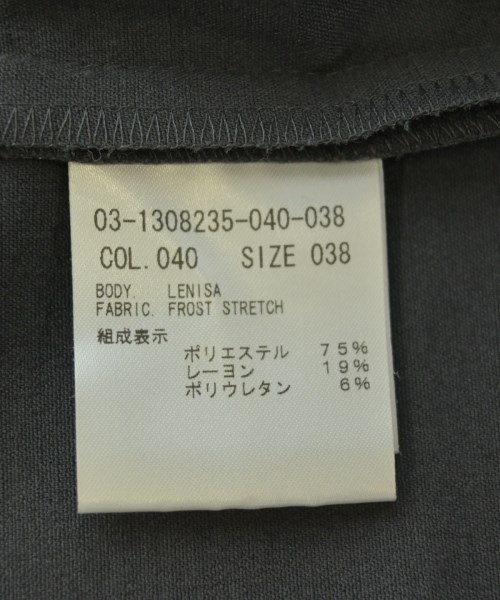 03-1308235-040-038
COL.040 SIZE 038
BODY. LENISA
FABRIC. FROST STRETCH
組成表示
ポリエステル 75%
レーヨン 19%
ポリウレタン 6%